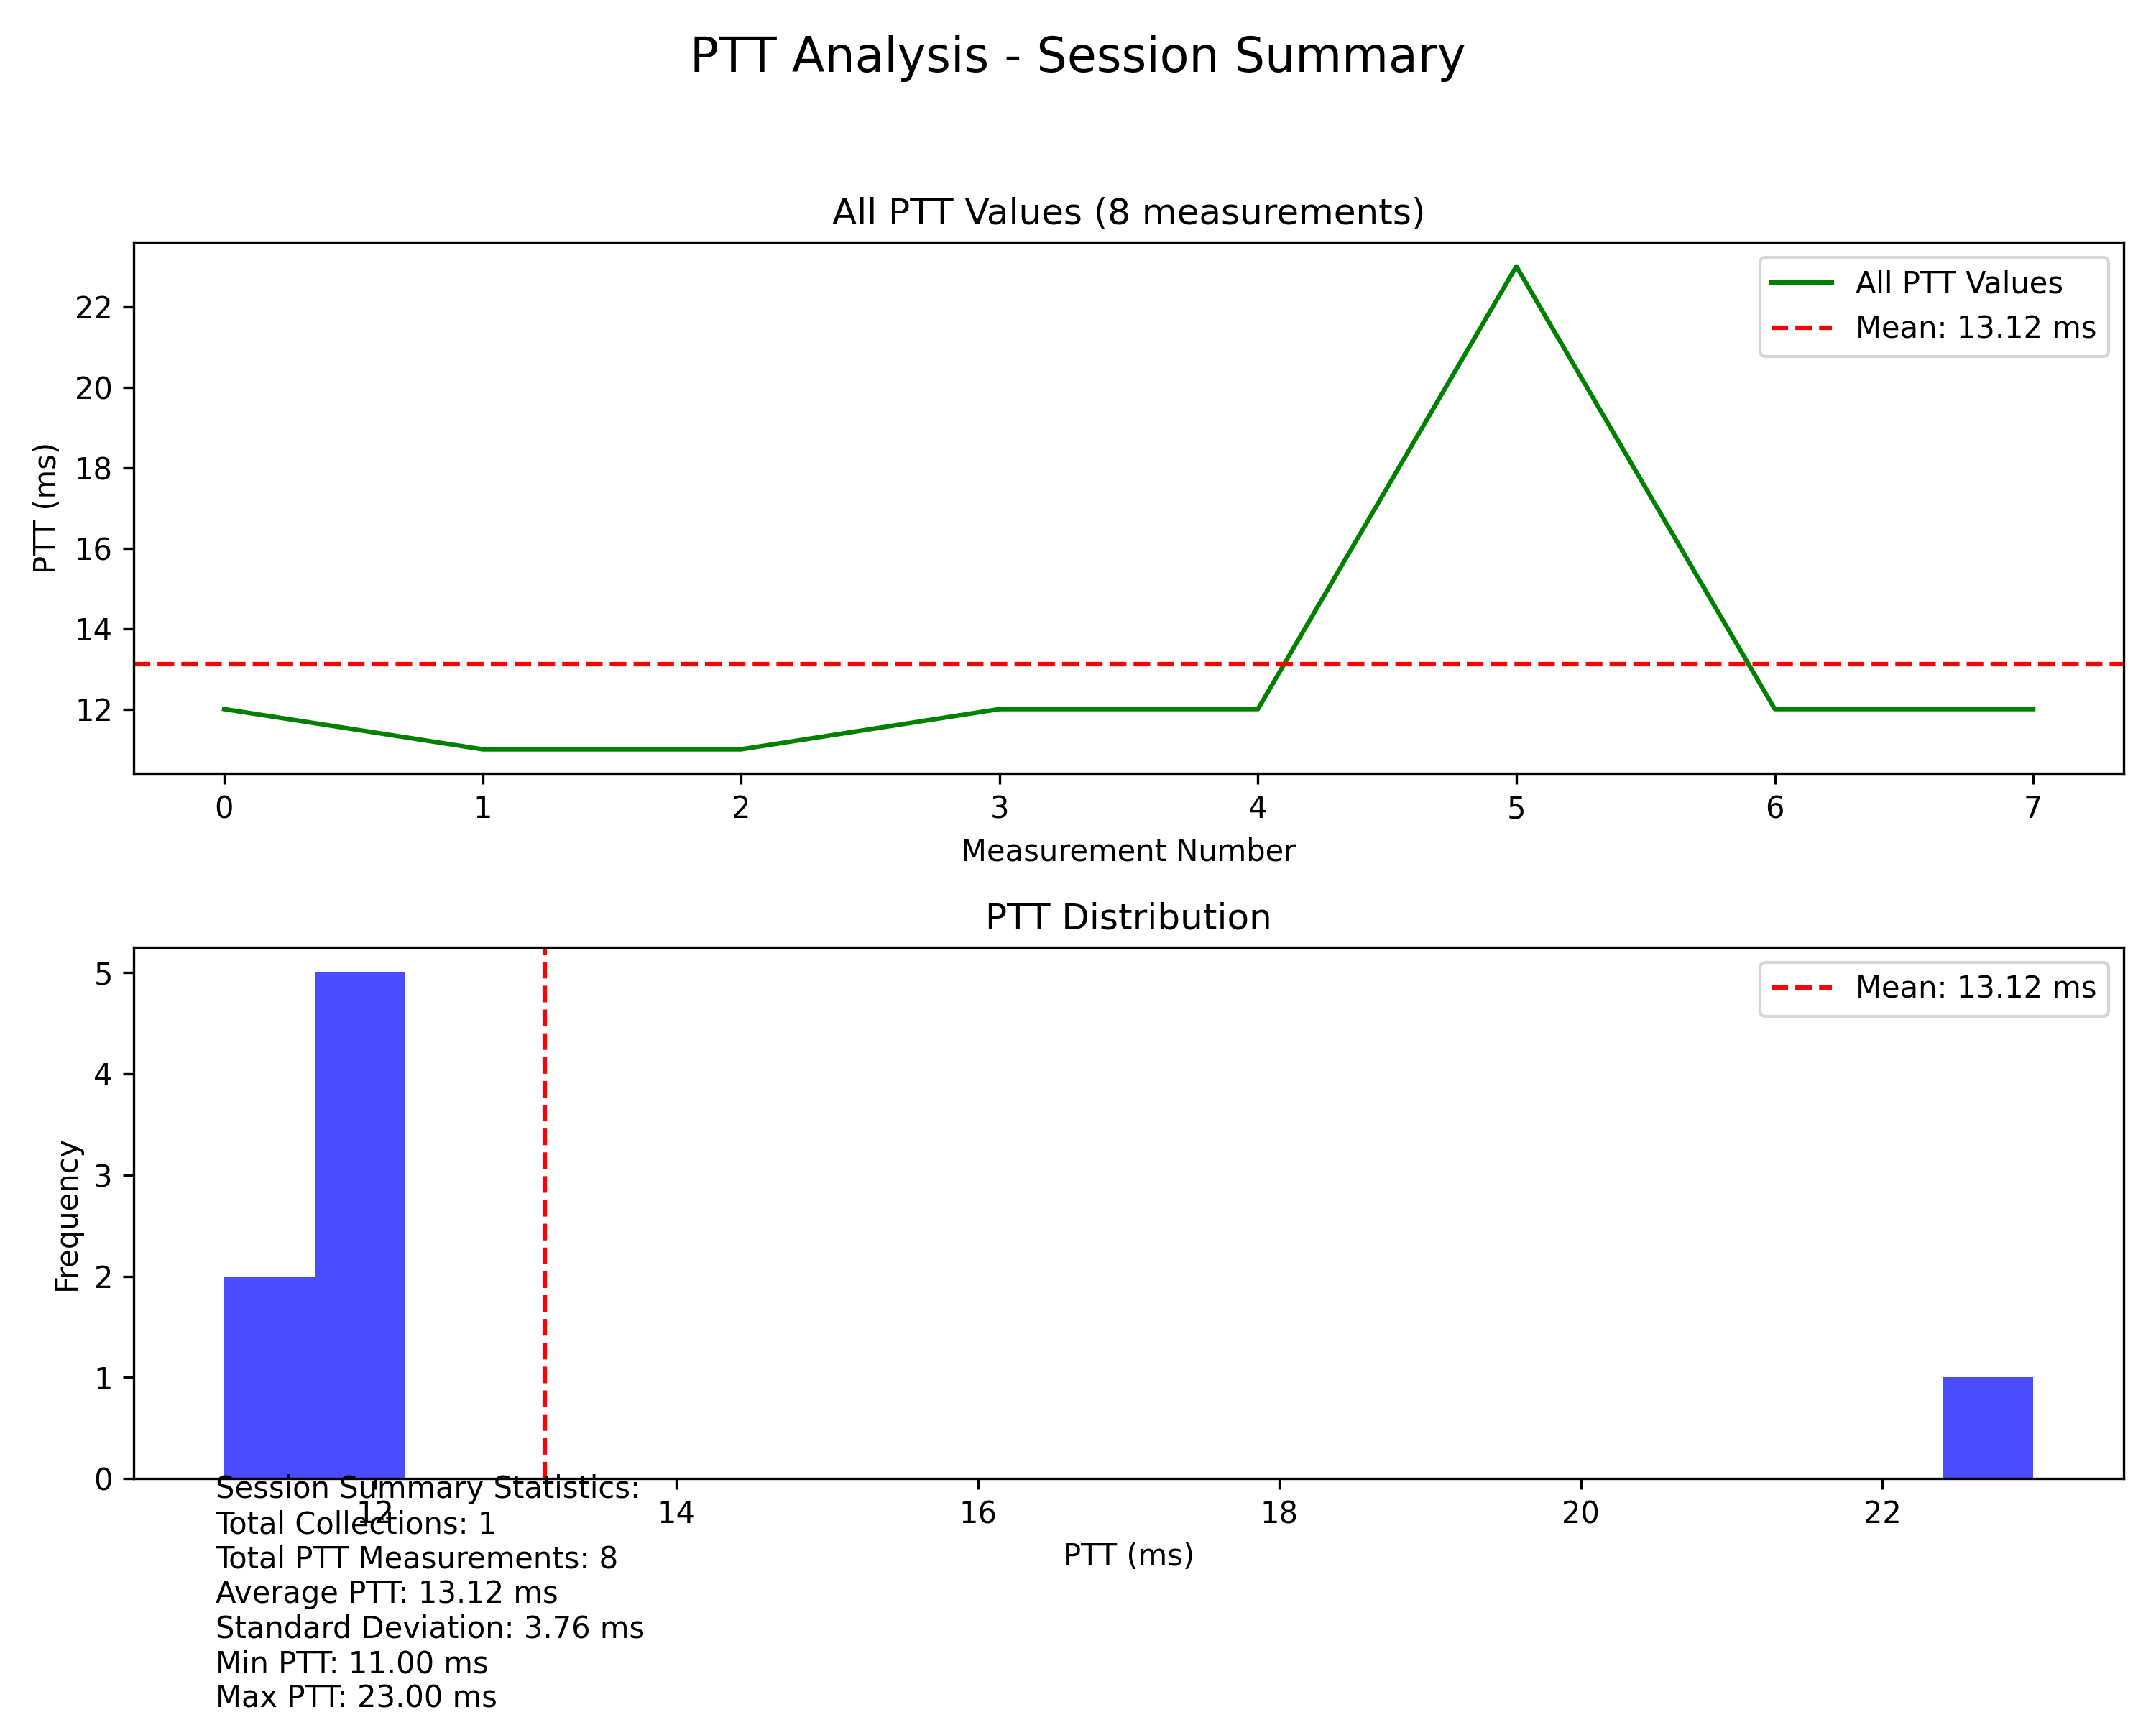 PTT Analysis - Session Summary
All PTT Values (8 measurements)
All PTT Values
Mean: 13.12 ms
PTT (ms)
22
20
18
16
14
12
0 1 2 3 4 5 6 7
Measurement Number
PTT Distribution
Mean: 13.12 ms
Frequency
5
4
3
2
1
0
12 14 16 18 20 22
PTT (ms)
Session Summary Statistics:
Total Collections: 1
Total PTT Measurements: 8
Average PTT: 13.12 ms
Standard Deviation: 3.76 ms
Min PTT: 11.00 ms
Max PTT: 23.00 ms